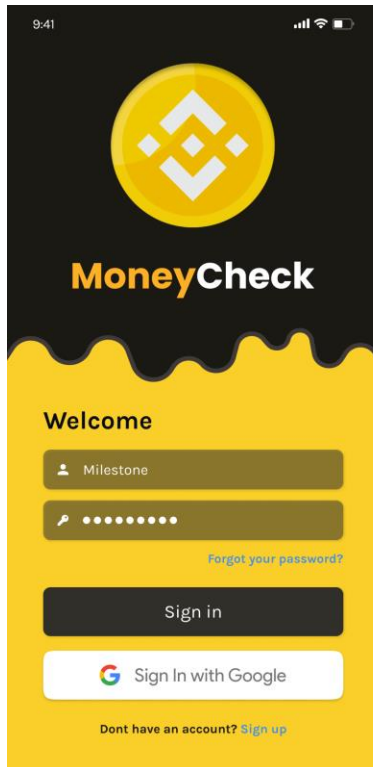 9:41
MoneyCheck
Welcome
Milestone
Forgot your password?
Sign in
Sign In with Google
Dont have an account? Sign up